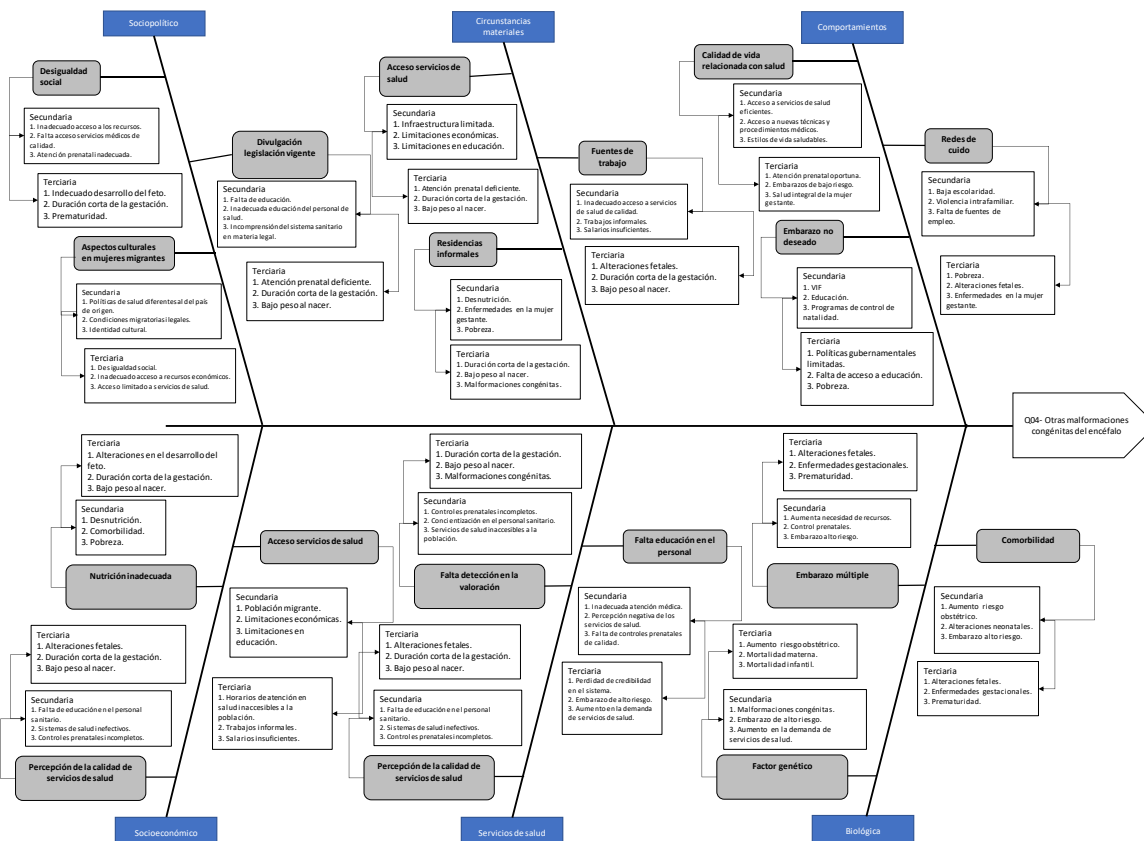 Sociopolítico
Circunstancias
materiales
Comportamientos
Desigualdad
social
Secundaria
1. Inadecuado acceso a los recursos.
2. Falta acceso servicios médicos de
calidad.
3. Atención prenatal inadecuada.
Terciaria
1. Indecuado desarrollo del feto.
2. Duración corta de la gestación.
3. Prematuridad.
Divulgación
legislación vigente
Secundaria
1. Falta de educación.
2. Inadecuada educación del personal de
salud.
3. Incomprensión del sistema sanitario
en materia legal.
Terciaria
1. Atención prenatal deficiente.
2. Duración corta de la gestación.
3. Bajo peso al nacer.
Aspectos culturales
en mujeres migrantes
Secundaria
1. Políticas de salud diferentes al del país
de origen.
2. Condiciones migratorias ilegales.
3. Identidad cultural.
Terciaria
1. Desigualdad social.
2. Inadecuado acceso a recursos económicos.
3. Acceso limitado a servicios de salud.
Acceso servicios de
salud
Secundaria
1. Infraestructura limitada.
2. Limitaciones económicas.
3. Limitaciones en educación.
Terciaria
1. Atención prenatal deficiente.
2. Duración corta de la gestación.
3. Bajo peso al nacer.
Fuentes de
trabajo
Secundaria
1. Inadecuado acceso a servicios
de salud de calidad.
2. Trabajos informales.
3. Salarios insuficientes.
Terciaria
1. Alteraciones fetales.
2. Duración corta de la gestación.
3. Bajo peso al nacer.
Residencias
informales
Secundaria
1. Desnutrición.
2. Enfermedades en la mujer
gestante.
3. Pobreza.
Terciaria
1. Duración corta de la gestación.
2. Bajo peso al nacer.
3. Malformaciones congénitas.
Calidad de vida
relacionada con salud
Secundaria
1. Acceso a servicios de salud
eficientes.
2. Acceso a nuevas técnicas y
procedimientos médicos.
3. Estilos de vida saludables.
Terciaria
1. Atención prenatal oportuna.
2. Embarazos de bajo riesgo.
3. Salud integral de la mujer
gestante.
Redes de
cuido
Secundaria
1. Baja escolaridad.
2. Violencia intrafamiliar.
3. Falta de fuentes de
empleo.
Terciaria
1. Pobreza.
2. Alteraciones fetales.
3. Enfermedades en la mujer
gestante.
Embarazo no
deseado
Secundaria
1. VIF
2. Educación.
3. Programas de control de
natalidad.
Terciaria
1. Políticas gubernamentales
limitadas.
2. Falta de acceso a educación.
3. Pobreza.
Q04- Otras malformaciones
congénitas del encéfalo
Terciaria
1. Alteraciones en el desarrollo del
feto.
2. Duración corta de la gestación.
3. Bajo peso al nacer.
Secundaria
1. Desnutrición.
2. Comorbilidad.
3. Pobreza.
Nutrición inadecuada
Acceso servicios de salud
Secundaria
1. Población migrante.
2. Limitaciones económicas.
3. Limitaciones en
educación.
Terciaria
1. Horarios de atención en
salud inaccesibles a la
población.
2. Trabajos informales.
3. Salarios insuficientes.
Terciaria
1. Alteraciones fetales.
2. Duración corta de la gestación.
3. Bajo peso al nacer.
Secundaria
1. Falta de educación en el personal
sanitario.
2. Sistemas de salud inefectivos.
3. Controles prenatales incompletos.
Percepción de la calidad de
servicios de salud
Socioeconómico
Terciaria
1. Duración corta de la gestación.
2. Bajo peso al nacer.
3. Malformaciones congénitas.
Secundaria
1. Controles prenatales incompletos.
2. Concientización en el personal sanitario.
3. Servicios de salud inaccesibles a la
población.
Falta detección en la
valoración
Falta educación en el
personal
Secundaria
1. Inadecuada atención médica.
2. Percepción negativa de los
servicios de salud.
3. Falta de controles prenatales
de calidad.
Terciaria
1. Perdidad de credibilidad
en el sistema.
2. Embarazo de alto riesgo.
3. Aumento en la demanda
de servicios de salud.
Terciaria
1. Alteraciones fetales.
2. Duración corta de la gestación.
3. Bajo peso al nacer.
Secundaria
1. Falta de educación en el personal
sanitario.
2. Sistemas de salud inefectivos.
3. Controles prenatales incompletos.
Percepción de la calidad de
servicios de salud
Servicios de salud
Terciaria
1. Alteraciones fetales.
2. Enfermedades gestacionales.
3. Prematuridad.
Secundaria
1. Aumenta necesidad de recursos.
2. Control prenatales.
3. Embarazo alto riesgo.
Embarazo múltiple
Comorbilidad
Secundaria
1. Aumento riesgo
obstétrico.
2. Alteraciones neonatales.
3. Embarazo alto riesgo.
Terciaria
1. Alteraciones fetales.
2. Enfermedades gestacionales.
3. Prematuridad.
Terciaria
1. Aumento riesgo obstétrico.
2. Mortalidad materna.
3. Mortalidad infantil.
Secundaria
1. Malformaciones congénitas.
2. Embarazo de alto riesgo.
3. Aumento en la demanda de
servicios de salud.
Factor genético
Biológica